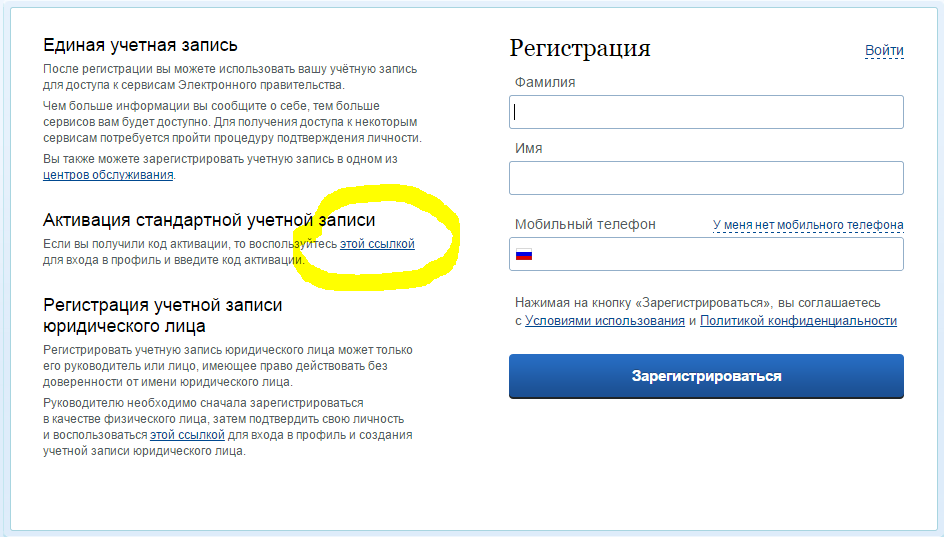 Единая учетная запись
После регистрации вы можете использовать вашу учётную запись
для доступа к сервисам Электронного правительства.
Чем больше информации вы сообщите о себе, тем больше
сервисов вам будет доступно. Для получения доступа к некоторым
сервисам потребуется пройти процедуру подтверждения личности.
Вы также можете зарегистрировать учетную запись в одном из
центров обслуживания.
Активация стандартной учетной записи
Если вы получили код активации, то воспользуйтесь этой ссылкой
для входа в профиль и введите код активации.
Регистрация учетной записи
юридического лица
Регистрировать учетную запись юридического лица может только
его руководитель или лицо, имеющее право действовать без
доверенности от имени юридического лица.
Руководителю необходимо сначала зарегистрироваться
в качестве физического лица, затем подтвердить свою личность
и воспользоваться этой ссылкой для входа в профиль и создания
учетной записи юридического лица.
Регистрация
Войти
Фамилия
Имя
Мобильный телефон
У меня нет мобильного телефона
Нажимая на кнопку «Зарегистрироваться», вы соглашаетесь
с Условиями использования и Политикой конфиденциальности
Зарегистрироваться